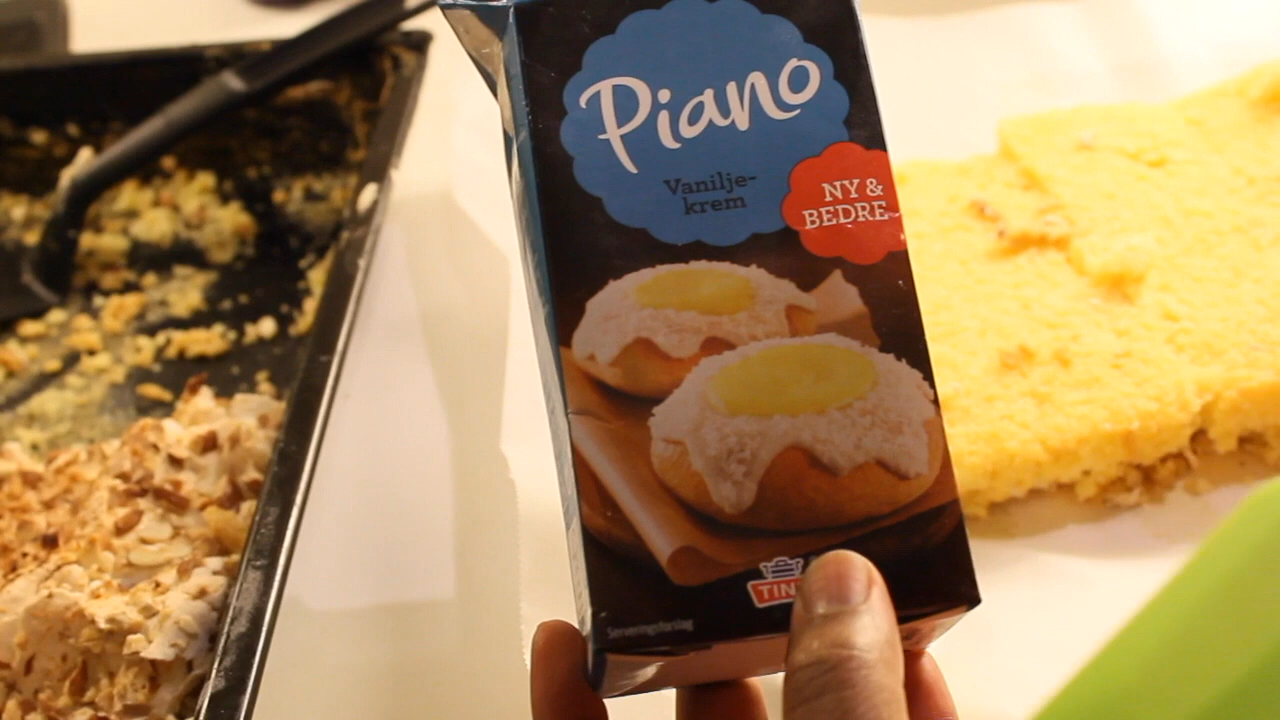 Piano
Vanilje-
krem
NY &
BEDRE
Serveringsforslag